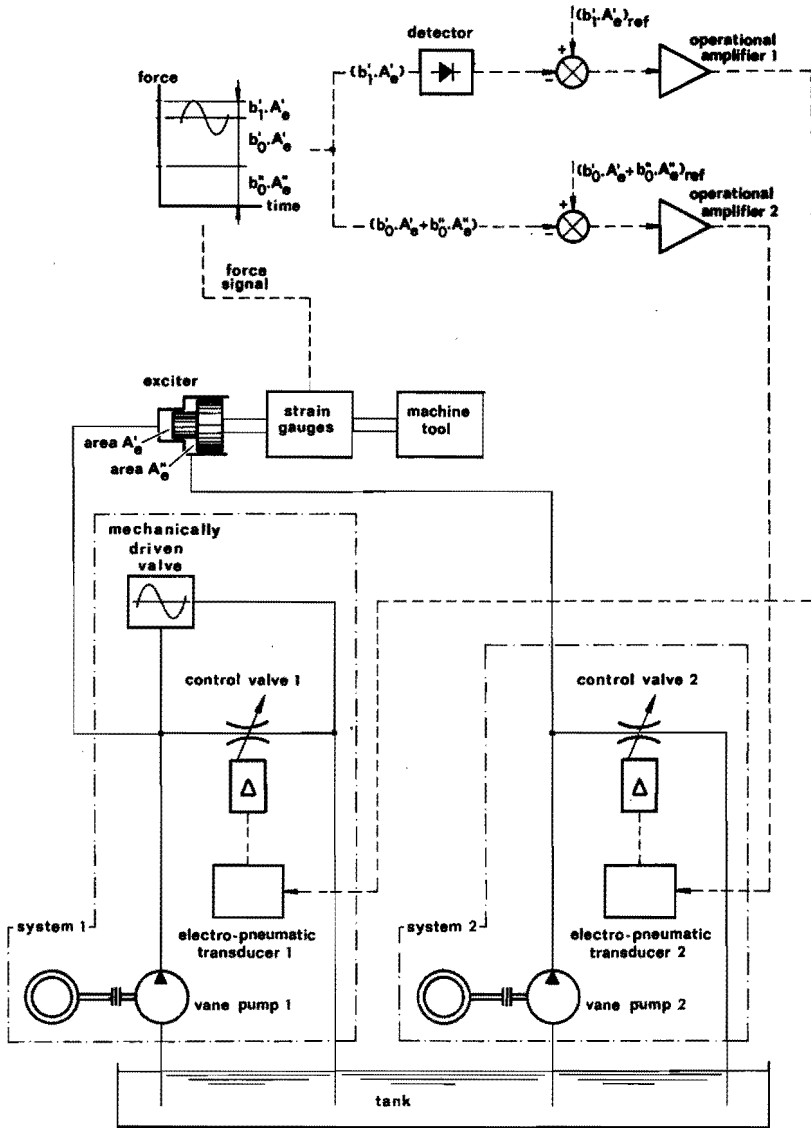 (b'₁.A'ₑ)ref
detector
operational
amplifier 1
+
(b'₁.A'ₑ)
−
force
b'₁.A'ₑ
b'₀.A'ₑ
b''₀.A''ₑ
time
(b'₀.A'ₑ+b''₀.A''ₑ)ref
operational
amplifier 2
+
(b'₀.A'ₑ+b''₀.A''ₑ)
−
force
signal
exciter
strain
gauges
machine
tool
area A'ₑ
area A''ₑ
mechanically
driven
valve
control valve 1
control valve 2
Δ
Δ
system 1
electro-pneumatic
transducer 1
system 2
electro-pneumatic
transducer 2
vane pump 1
vane pump 2
tank